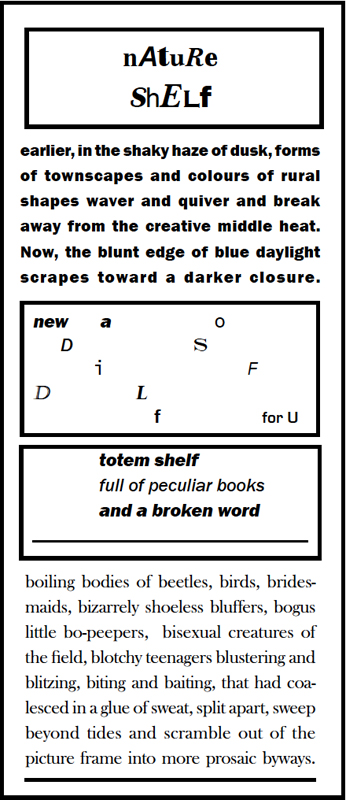 nAtuRe
ShELf
earlier, in the shaky haze of dusk, forms
of townscapes and colours of rural
shapes waver and quiver and break
away from the creative middle heat.
Now, the blunt edge of blue daylight
scrapes toward a darker closure.
new a o
D S
i F
D L
f for U
totem shelf
full of peculiar books
and a broken word
boiling bodies of beetles, birds, brides-
maids, bizarrely shoeless bluffers, bogus
little bo-peepers, bisexual creatures of
the field, blotchy teenagers blustering and
blitzing, biting and baiting, that had coa-
lesced in a glue of sweat, split apart, sweep
beyond tides and scramble out of the
picture frame into more prosaic byways.